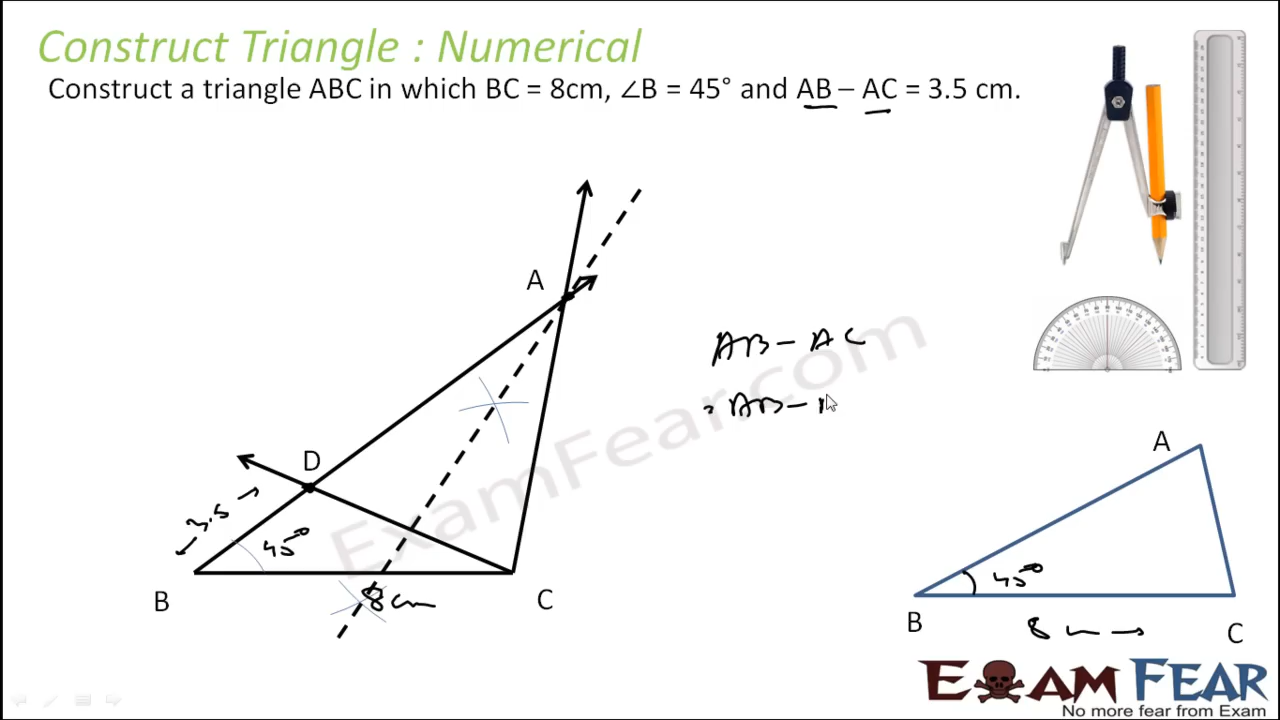 Construct Triangle : Numerical
Construct a triangle ABC in which BC = 8cm, ∠B = 45° and AB – AC = 3.5 cm.
A
AB – AC
= AB –
D
3.5
45°
B
8 cm
C
ExamFear.com
A
45°
B
8
C
EXAM FEAR
No more fear from Exam